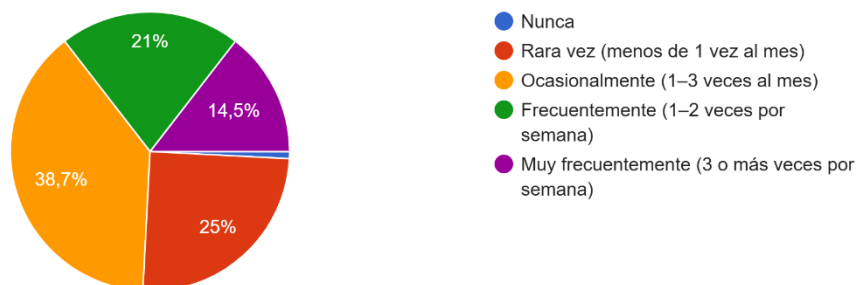 21%
14,5%
38,7%
25%
Nunca
Rara vez (menos de 1 vez al mes)
Ocasionalmente (1–3 veces al mes)
Frecuentemente (1–2 veces por
semana)
Muy frecuentemente (3 o más veces por
semana)